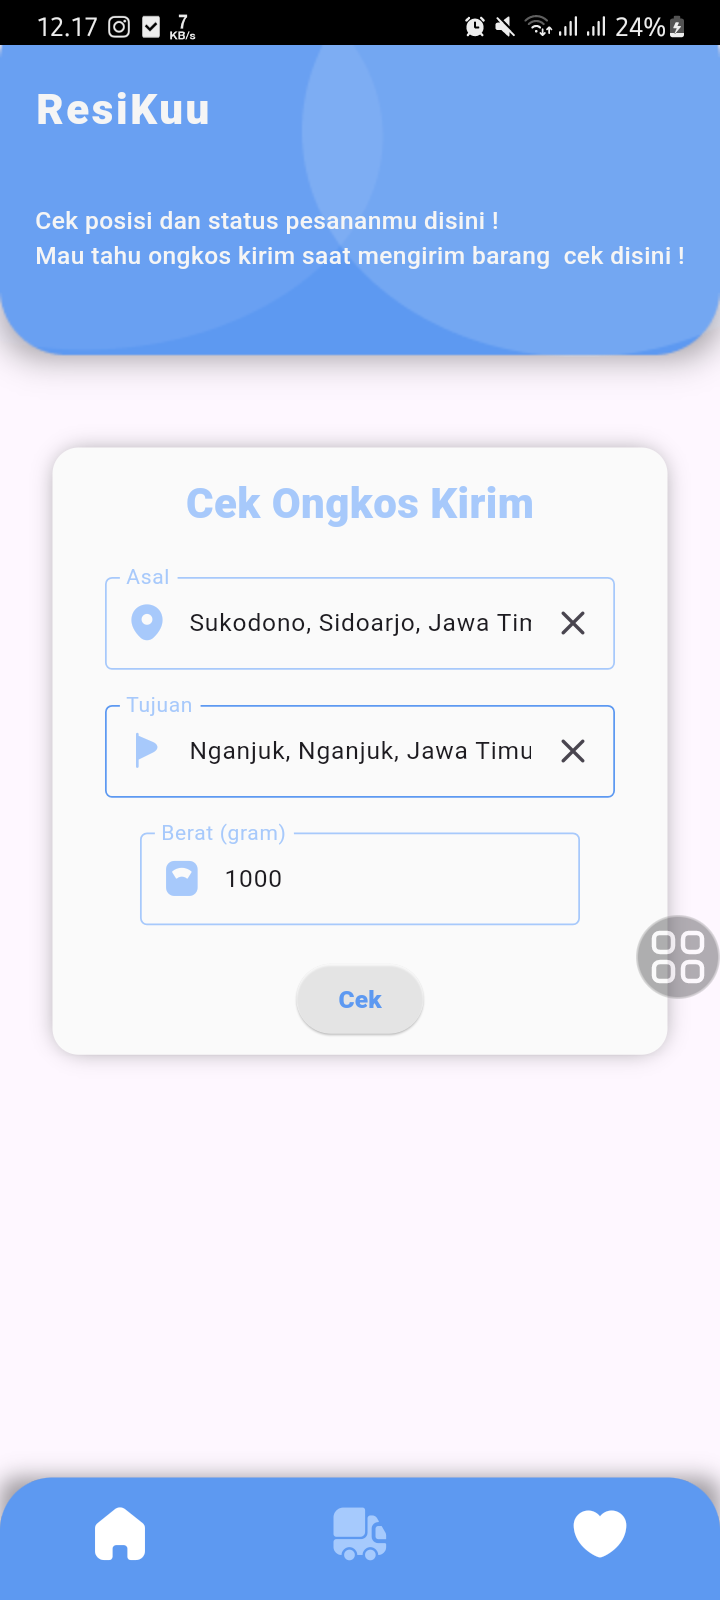 12.17
7
KB/s
24%
ResiKuu
Cek posisi dan status pesananmu disini !
Mau tahu ongkos kirim saat mengirim barang  cek disini !
Cek Ongkos Kirim
Asal
Sukodono, Sidoarjo, Jawa Tim
Tujuan
Nganjuk, Nganjuk, Jawa Timu
Berat (gram)
1000
Cek